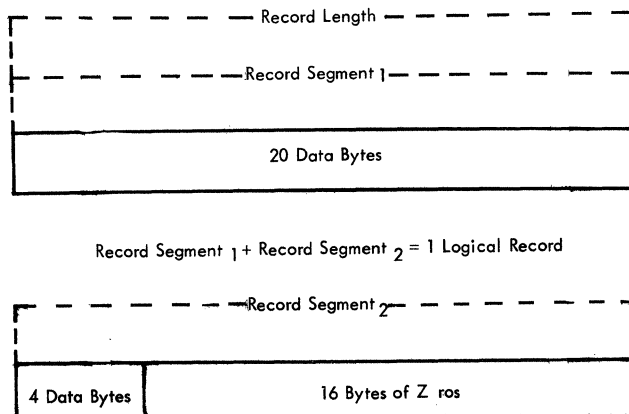 Record Length
Record Segment 1
20 Data Bytes
Record Segment 1 + Record Segment 2 = 1 Logical Record
Record Segment 2
4 Data Bytes 16 Bytes of Z ros